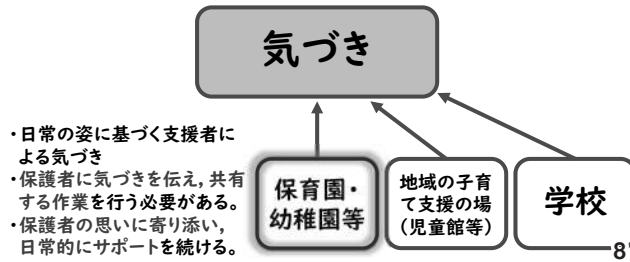 気づき
・日常の姿に基づく支援者に
よる気づき
・保護者に気づきを伝え,共有
する作業を行う必要がある。
・保護者の思いに寄り添い,
日常的にサポートを続ける。
保育園・
幼稚園等
地域の子育
て支援の場
(児童館等)
学校